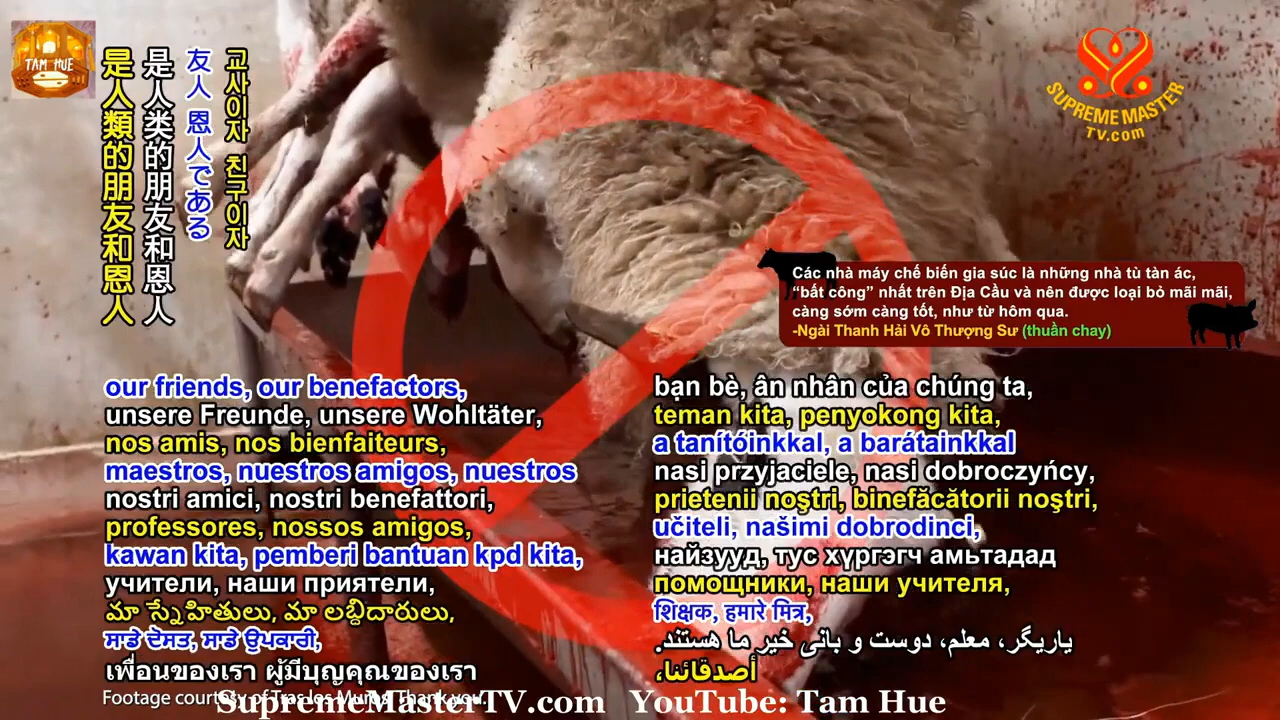 TAM HUE
是人類的朋友和恩人
是人类的朋友和恩人
友人 恩人である
교사이자 친구이자
SUPREME MASTER
TV.com
Các nhà máy chế biến gia súc là những nhà tù tàn ác,
“bất công” nhất trên Địa Cầu và nên được loại bỏ mãi mãi,
càng sớm càng tốt, như từ hôm qua.
-Ngài Thanh Hải Vô Thượng Sư (thuần chay)
our friends, our benefactors,
unsere Freunde, unsere Wohltäter,
nos amis, nos bienfaiteurs,
maestros, nuestros amigos, nuestros
nostri amici, nostri benefattori,
professores, nossos amigos,
kawan kita, pemberi bantuan kpd kita,
учители, наши приятели,
మా స్నేహితులు, మా లబ్ధిదారులు,
ਸਾਡੇ ਦੋਸਤ, ਸਾਡੇ ਉਪਕਾਰੀ,
เพื่อนของเรา ผู้มีบุญคุณของเรา
bạn bè, ân nhân của chúng ta,
teman kita, penyokong kita,
a tanítóinkkal, a barátainkkal
nasi przyjaciele, nasi dobroczyńcy,
prietenii noştri, binefăcătorii noştri,
učiteli, našimi dobrodinci,
найзууд, тус хүргэгч амьтадад
помощники, наши учителя,
शिक्षक, हमारे मित्र,
یاریگر، معلم، دوست و بانی خیر ما هستند.
أصدقائنا،
Footage courtesy of Tras los Muros Thank you.
SupremeMasterTV.com YouTube: Tam Hue